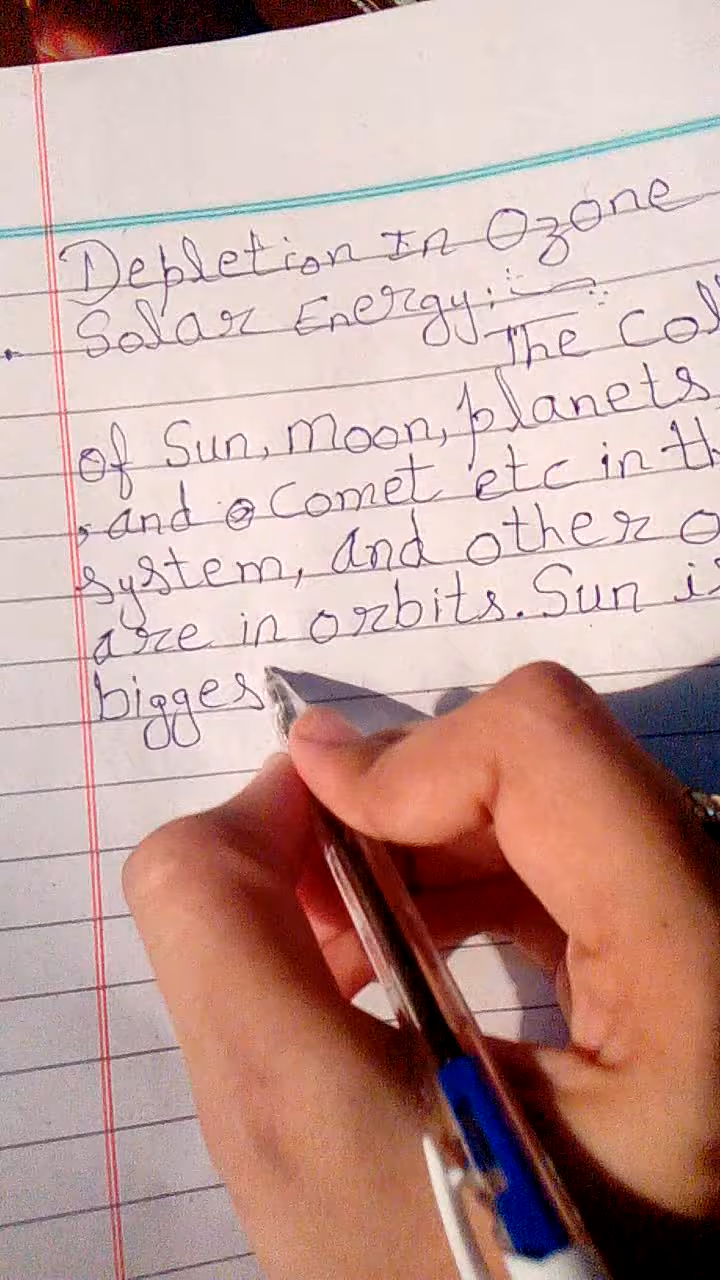 Depletion In Ozone
Solar Energy:
The Col
of Sun, Moon, planets
, and Comet etc in th
system, and other o
are in orbits. Sun is
bigges